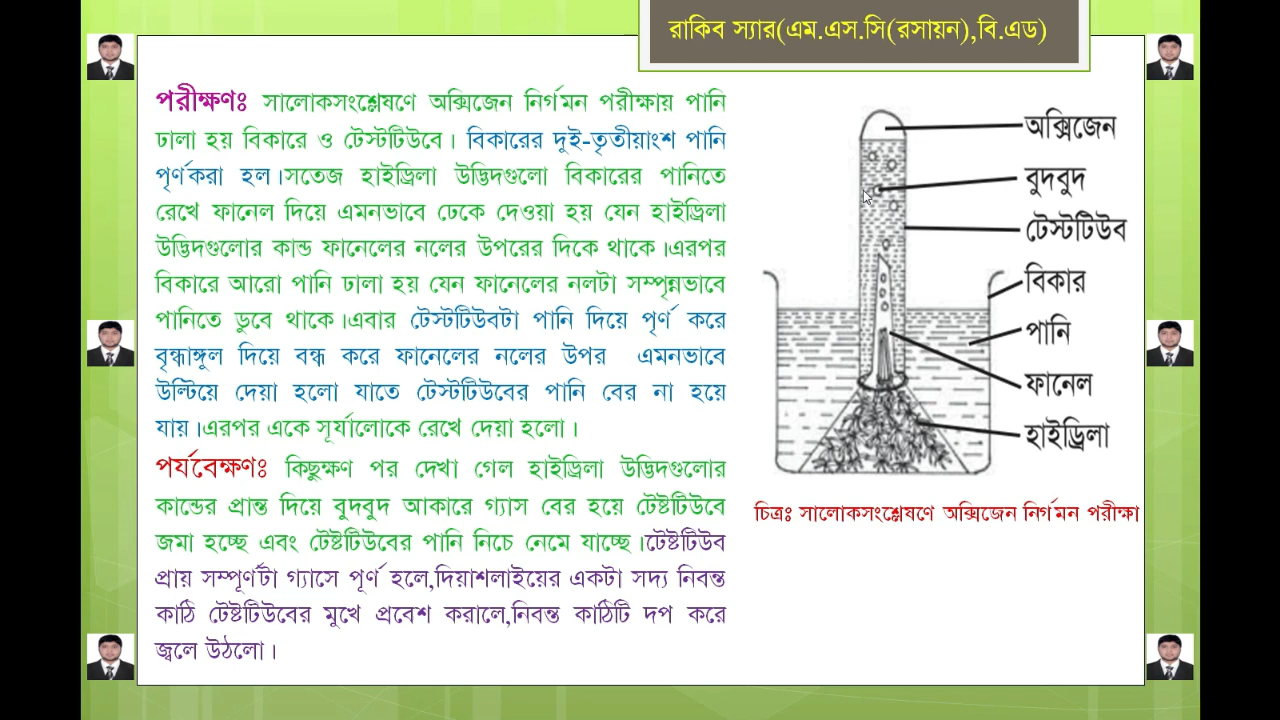 রাকিব স্যার(এম.এস.সি(রসায়ন),বি.এড)
পরীক্ষণঃ সালোকসংশ্লেষণে অক্সিজেন নির্গমন পরীক্ষায় পানি
ঢালা হয় বিকারে ও টেস্টটিউবে। বিকারের দুই-তৃতীয়াংশ পানি
পূর্ণকরা হল।সতেজ হাইড্রিলা উদ্ভিদগুলো বিকারের পানিতে
রেখে ফানেল দিয়ে এমনভাবে ঢেকে দেওয়া হয় যেন হাইড্রিলা
উদ্ভিদগুলোর কান্ড ফানেলের নলের উপরের দিকে থাকে।এরপর
বিকারে আরো পানি ঢালা হয় যেন ফানেলের নলটা সম্পৃন্নভাবে
পানিতে ডুবে থাকে।এবার টেস্টটিউবটা পানি দিয়ে পূর্ণ করে
বৃদ্ধাঙ্গুল দিয়ে বন্ধ করে ফানেলের নলের উপর এমনভাবে
উল্টিয়ে দেয়া হলো যাতে টেস্টটিউবের পানি বের না হয়ে
যায়।এরপর একে সূর্যালোকে রেখে দেয়া হলো।
পর্যবেক্ষণঃ কিছুক্ষণ পর দেখা গেল হাইড্রিলা উদ্ভিদগুলোর
কান্ডের প্রান্ত দিয়ে বুদবুদ আকারে গ্যাস বের হয়ে টেষ্টটিউবে
জমা হচ্ছে এবং টেষ্টটিউবের পানি নিচে নেমে যাচ্ছে।টেষ্টটিউব
প্রায় সম্পূর্ণটা গ্যাসে পূর্ণ হলে,দিয়াশলাইয়ের একটা সদ্য নিবন্ত
কাঠি টেষ্টটিউবের মুখে প্রবেশ করালে,নিবন্ত কাঠিটি দপ করে
জ্বলে উঠলো।
অক্সিজেন
বুদবুদ
টেস্টটিউব
বিকার
পানি
ফানেল
হাইড্রিলা
চিত্রঃ সালোকসংশ্লেষণে অক্সিজেন নির্গমন পরীক্ষা